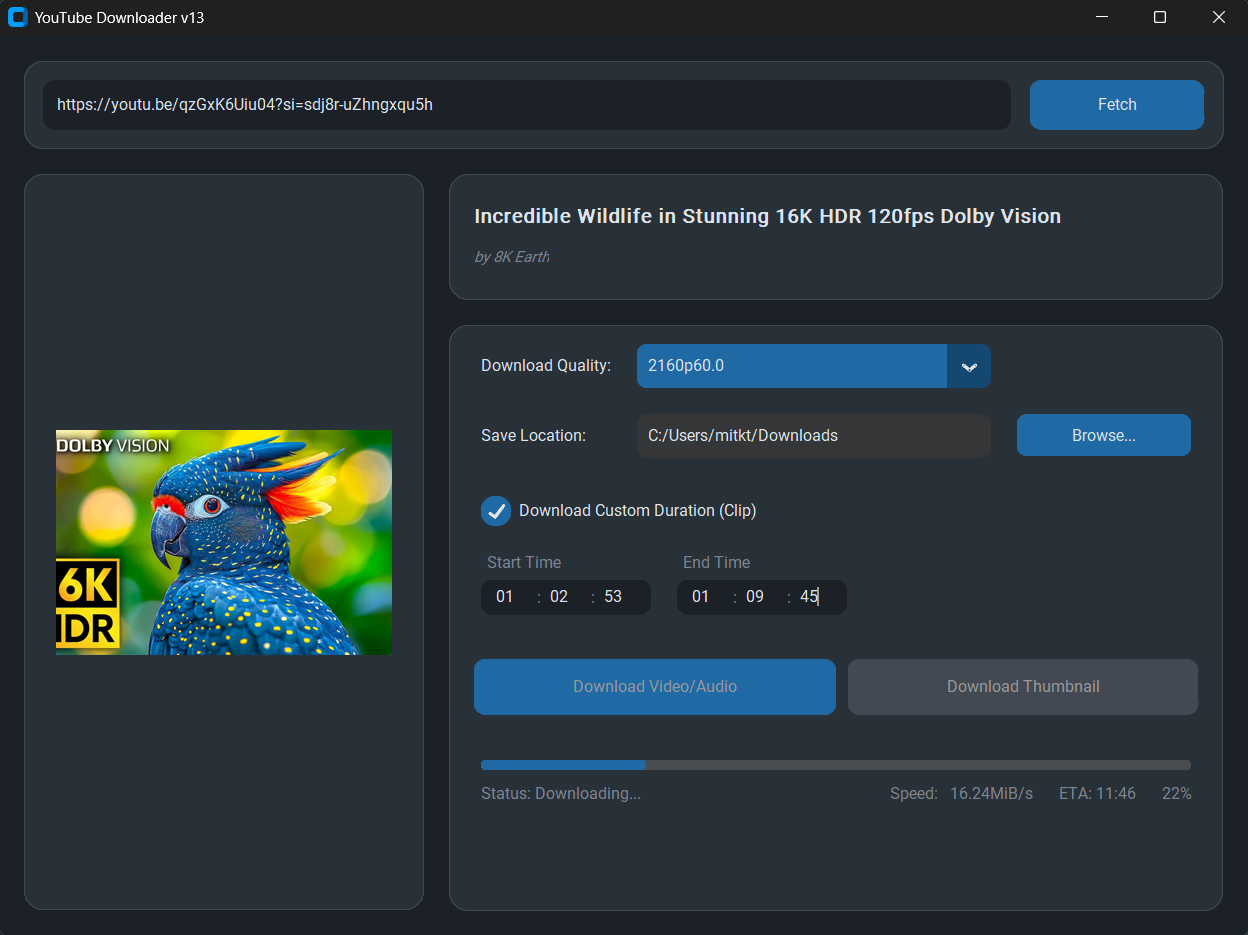 YouTube Downloader v13
https://youtu.be/qzGxK6Uiu04?si=sdj8r-uZhngxqu5h
Fetch
Incredible Wildlife in Stunning 16K HDR 120fps Dolby Vision
by 8K Earth
Download Quality: 2160p60.0
Save Location: C:/Users/mitkt/Downloads Browse...
DOLBY VISION
6K
HDR
Download Custom Duration (Clip)
Start Time End Time
01 : 02 : 53 01 : 09 : 45
Download Video/Audio Download Thumbnail
Status: Downloading... Speed: 16.24MiB/s ETA: 11:46 22%